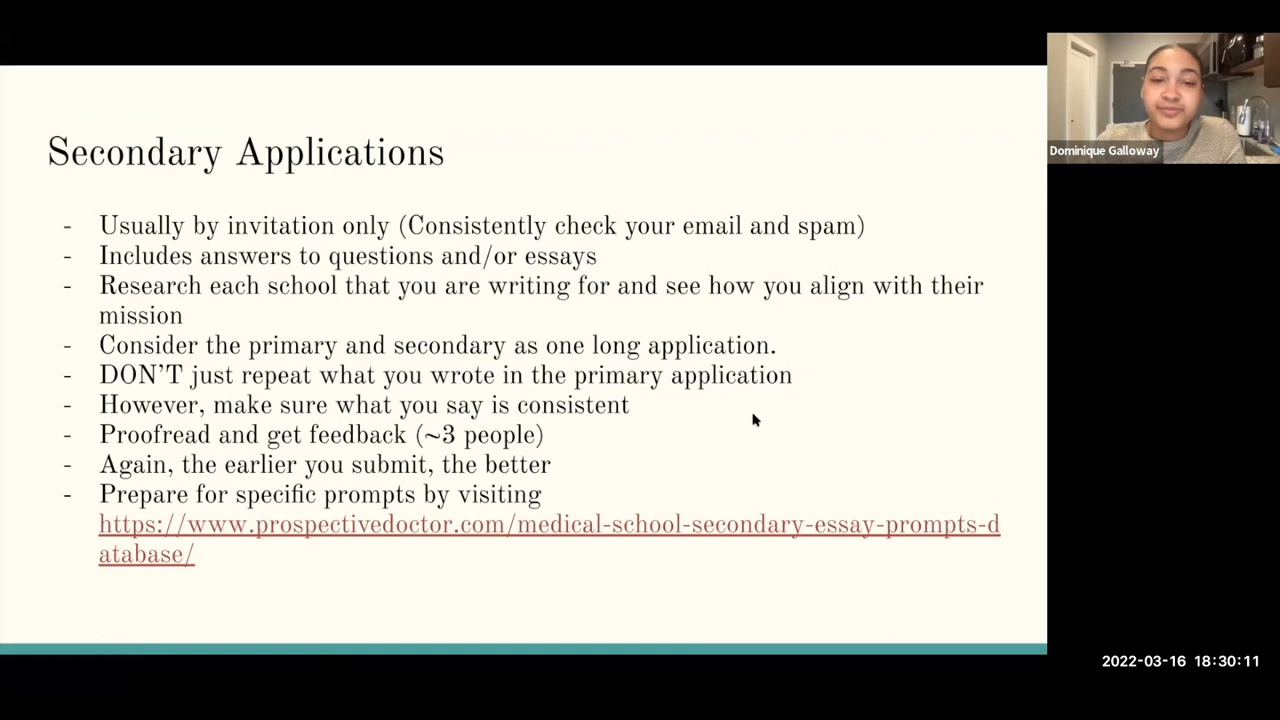 Secondary Applications
- Usually by invitation only (Consistently check your email and spam)
- Includes answers to questions and/or essays
- Research each school that you are writing for and see how you align with their
mission
- Consider the primary and secondary as one long application.
- DON'T just repeat what you wrote in the primary application
- However, make sure what you say is consistent
- Proofread and get feedback (~3 people)
- Again, the earlier you submit, the better
- Prepare for specific prompts by visiting
https://www.prospectivedoctor.com/medical-school-secondary-essay-prompts-d
atabase/
Dominique Galloway
2022-03-16 18:30:11